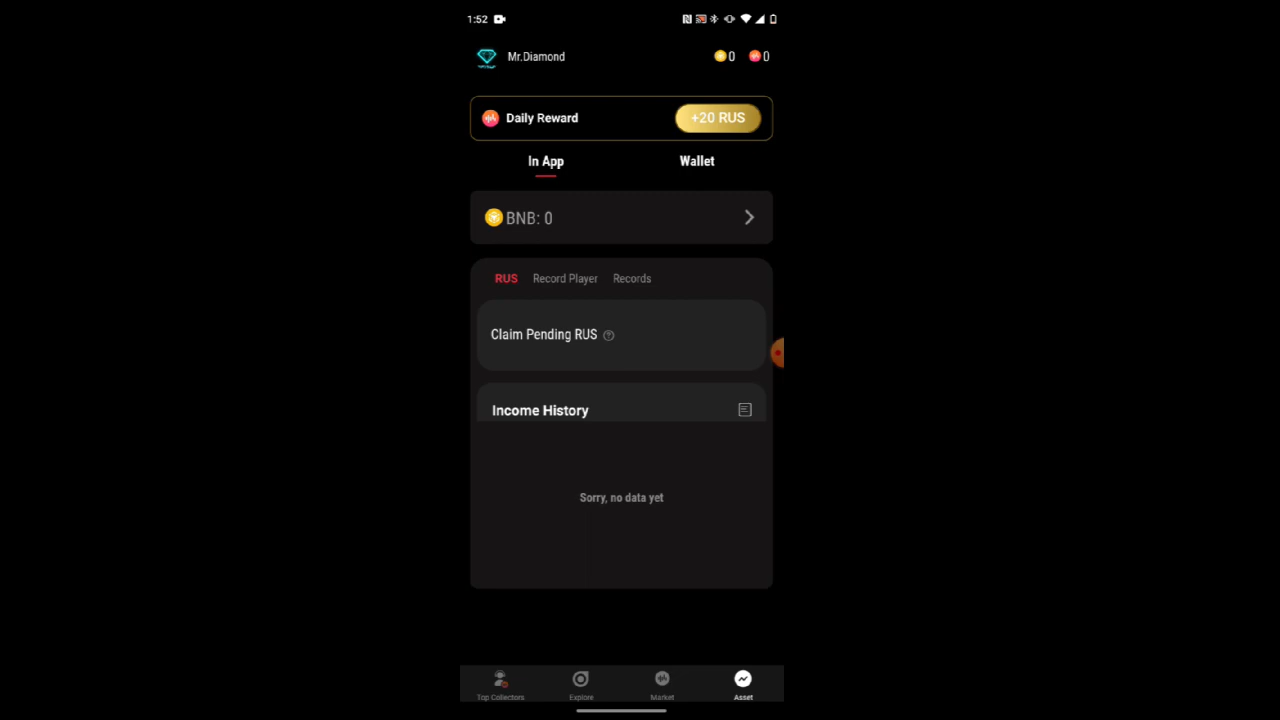 1:52
Mr.Diamond 0 0
Daily Reward +20 RUS
In App Wallet
BNB: 0
RUS Record Player Records
Claim Pending RUS
Income History
Sorry, no data yet
Top Collectors Explore Market Asset